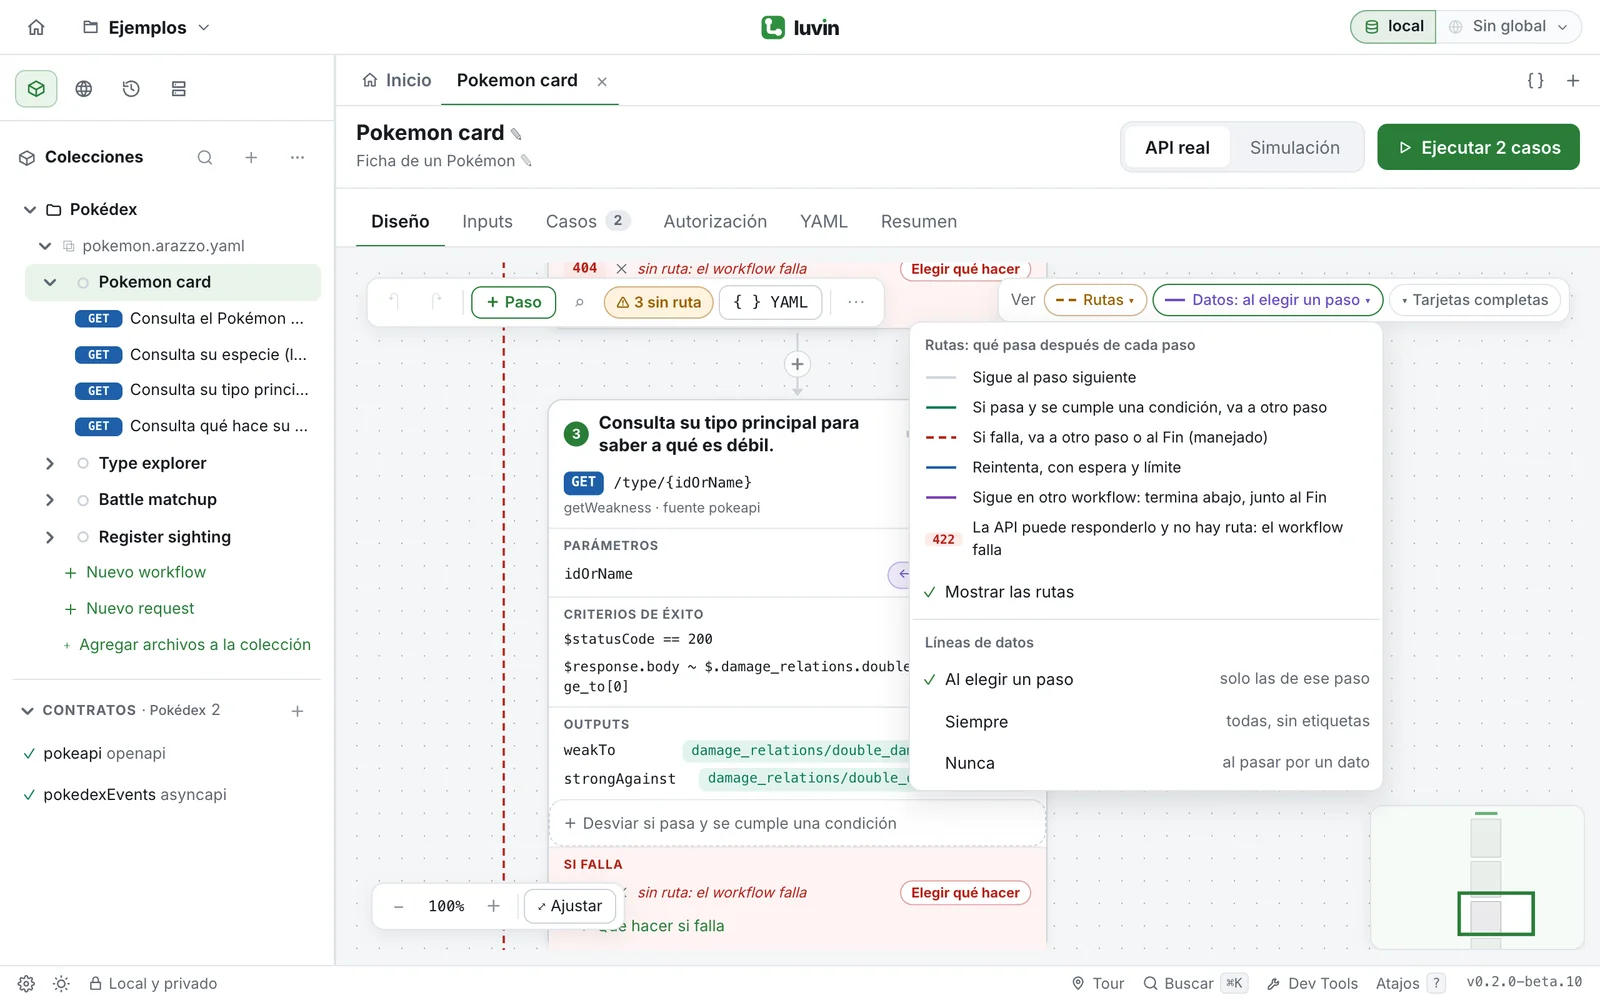 Ejemplos
luvin
local
Sin global
Inicio
Pokemon card
{ }
Pokemon card
Ficha de un Pokémon
API real
Simulación
Ejecutar 2 casos
Diseño
Inputs
Casos 2
Autorización
YAML
Resumen
Colecciones
Pokédex
pokemon.arazzo.yaml
Pokemon card
GET Consulta el Pokémon ...
GET Consulta su especie (l...
GET Consulta su tipo princi...
GET Consulta qué hace su ...
Type explorer
Battle matchup
Register sighting
+ Nuevo workflow
+ Nuevo request
+ Agregar archivos a la colección
CONTRATOS · Pokédex 2
pokeapi openapi
pokedexEvents asyncapi
404 sin ruta: el workflow falla
Elegir qué hacer
+ Paso
3 sin ruta
{ } YAML
...
Ver
Rutas
Datos: al elegir un paso
Tarjetas completas
3
Consulta su tipo principal para
saber a qué es débil.
GET /type/{idOrName}
getWeakness · fuente pokeapi
PARÁMETROS
idOrName
CRITERIOS DE ÉXITO
$statusCode == 200
$response.body ~ $.damage_relations.double
ge_to[0]
OUTPUTS
weakTo damage_relations/double_dam
strongAgainst damage_relations/double_
+ Desviar si pasa y se cumple una condición
SI FALLA
sin ruta: el workflow falla
Elegir qué hacer
hacer si falla
Rutas: qué pasa después de cada paso
Sigue al paso siguiente
Si pasa y se cumple una condición, va a otro paso
Si falla, va a otro paso o al Fin (manejado)
Reintenta, con espera y límite
Sigue en otro workflow: termina abajo, junto al Fin
422 La API puede responderlo y no hay ruta: el workflow
falla
Mostrar las rutas
Líneas de datos
Al elegir un paso solo las de ese paso
Siempre todas, sin etiquetas
Nunca al pasar por un dato
− 100% +
Ajustar
Local y privado
Tour
Buscar ⌘K
Dev Tools
Atajos ?
v0.2.0-beta.10